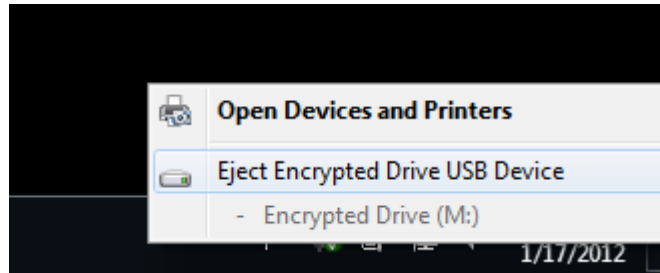 Open Devices and Printers
Eject Encrypted Drive USB Device
- Encrypted Drive (M:)
1/17/2012